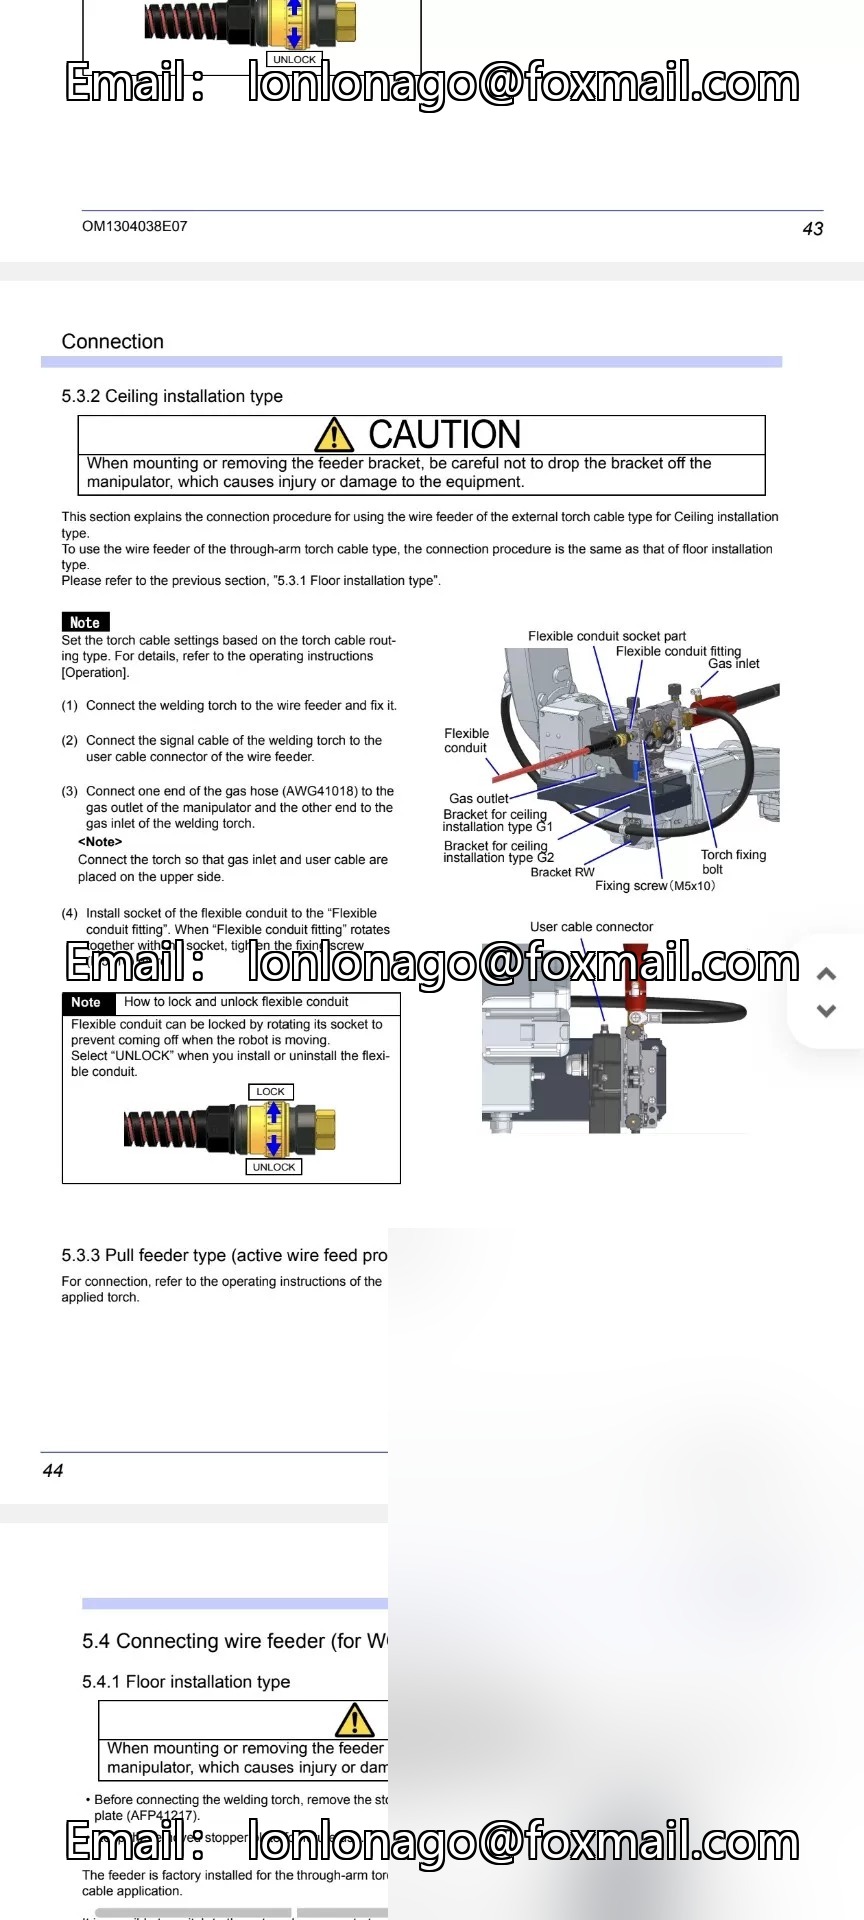 UNLOCK
Email： lonlonago@foxmail.com
OM1304038E07
43
Connection
5.3.2 Ceiling installation type
CAUTION
When mounting or removing the feeder bracket, be careful not to drop the bracket off the
manipulator, which causes injury or damage to the equipment.
This section explains the connection procedure for using the wire feeder of the external torch cable type for Ceiling installation
type.
To use the wire feeder of the through-arm torch cable type, the connection procedure is the same as that of floor installation
type.
Please refer to the previous section, "5.3.1 Floor installation type".
Note
Set the torch cable settings based on the torch cable rout-
ing type. For details, refer to the operating instructions
[Operation].
(1) Connect the welding torch to the wire feeder and fix it.
(2) Connect the signal cable of the welding torch to the
user cable connector of the wire feeder.
(3) Connect one end of the gas hose (AWG41018) to the
gas outlet of the manipulator and the other end to the
gas inlet of the welding torch.
<Note>
Connect the torch so that gas inlet and user cable are
placed on the upper side.
(4) Install socket of the flexible conduit to the “Flexible
conduit fitting”. When “Flexible conduit fitting” rotates
together with socket, tighten the fixing screw
Flexible conduit socket part
Flexible conduit fitting
Gas inlet
Flexible
conduit
Gas outlet
Bracket for ceiling
installation type G1
Bracket for ceiling
installation type G2
Bracket RW
Torch fixing
bolt
Fixing screw（M5x10）
User cable connector
Email： lonlonago@foxmail.com
Note How to lock and unlock flexible conduit
Flexible conduit can be locked by rotating its socket to
prevent coming off when the robot is moving.
Select “UNLOCK” when you install or uninstall the flexi-
ble conduit.
LOCK
UNLOCK
5.3.3 Pull feeder type (active wire feed pro
For connection, refer to the operating instructions of the
applied torch.
44
5.4 Connecting wire feeder (for W
5.4.1 Floor installation type
When mounting or removing the feeder
manipulator, which causes injury or dam
• Before connecting the welding torch, remove the sto
plate (AFP41217).
stopper
Email： lonlonago@foxmail.com
The feeder is factory installed for the through-arm tor
cable application.